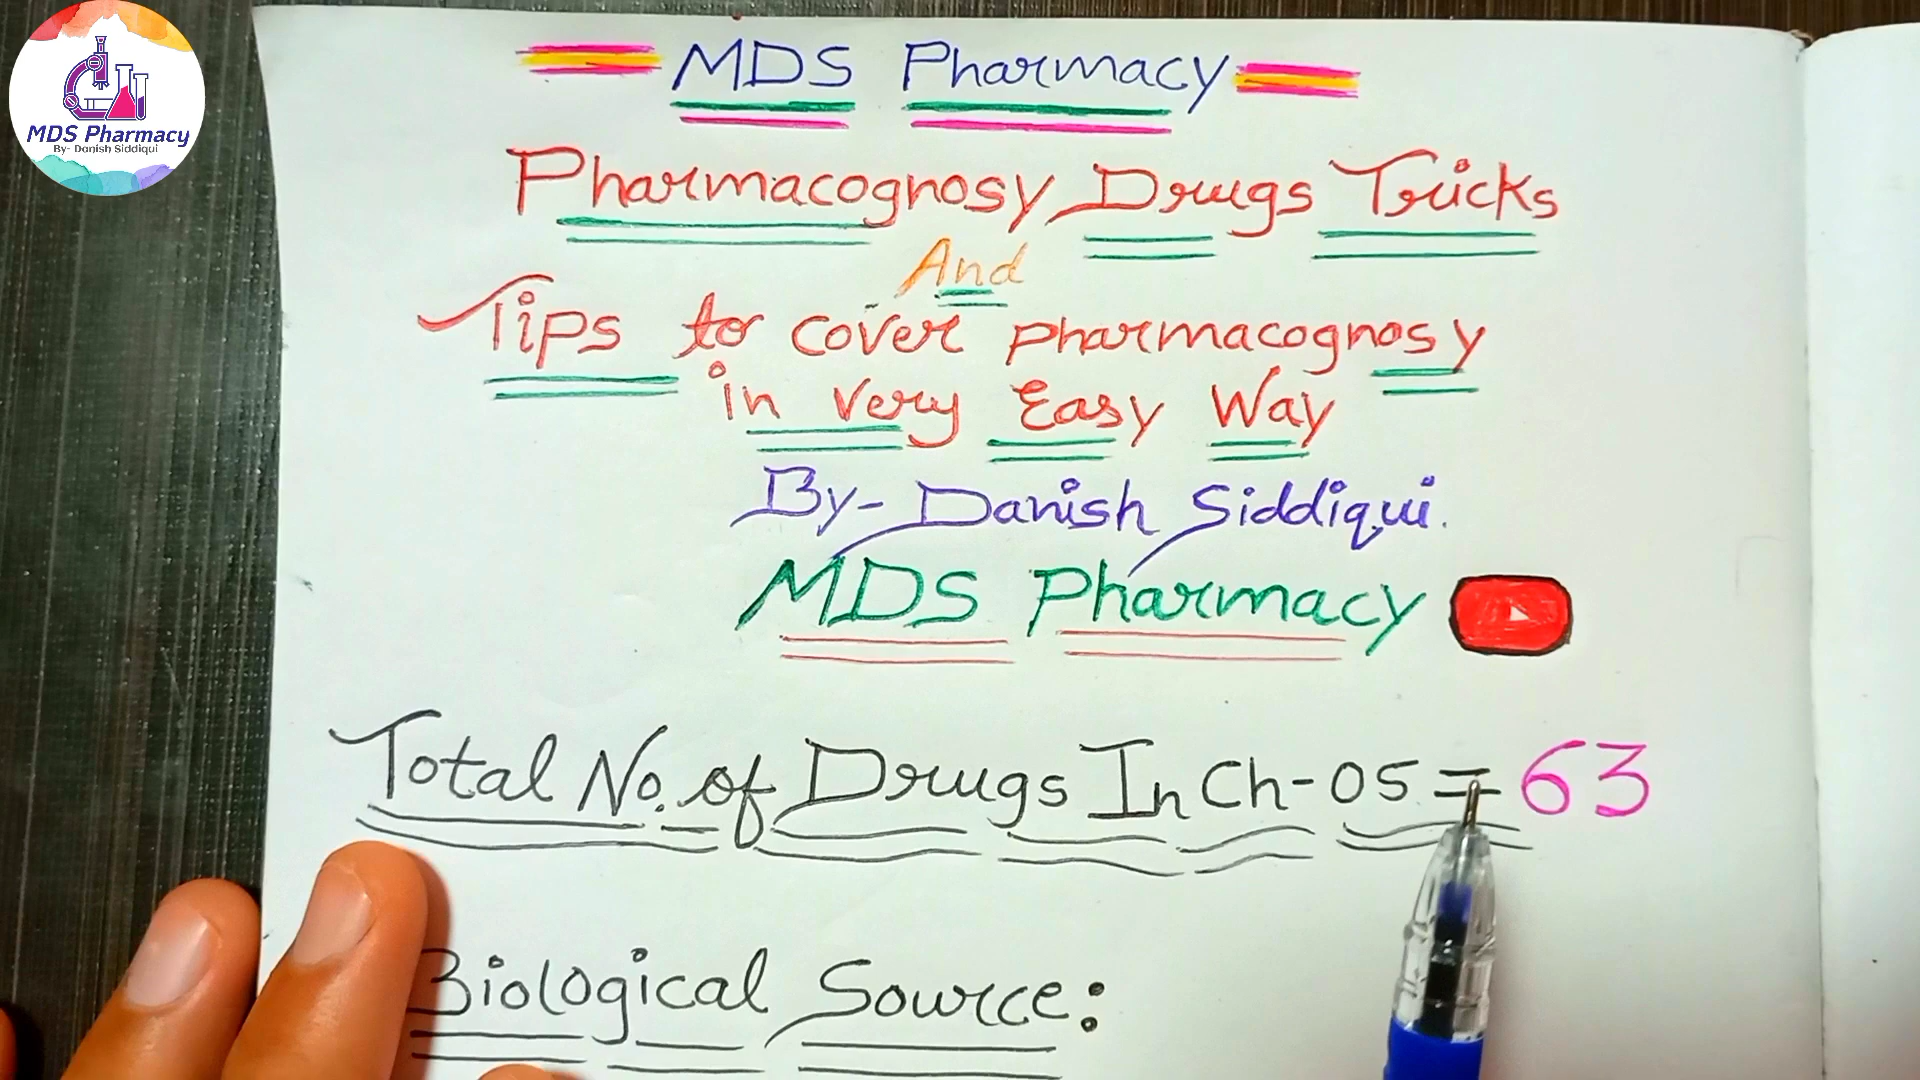 MDS Pharmacy
By- Danish Siddiqui
MDS Pharmacy
Pharmacognosy Drugs Tricks
And
Tips to cover pharmacognosy
in very Easy Way
By- Danish Siddiqui.
MDS Pharmacy
Total No. of Drugs In Ch-05 = 63
Biological Source: